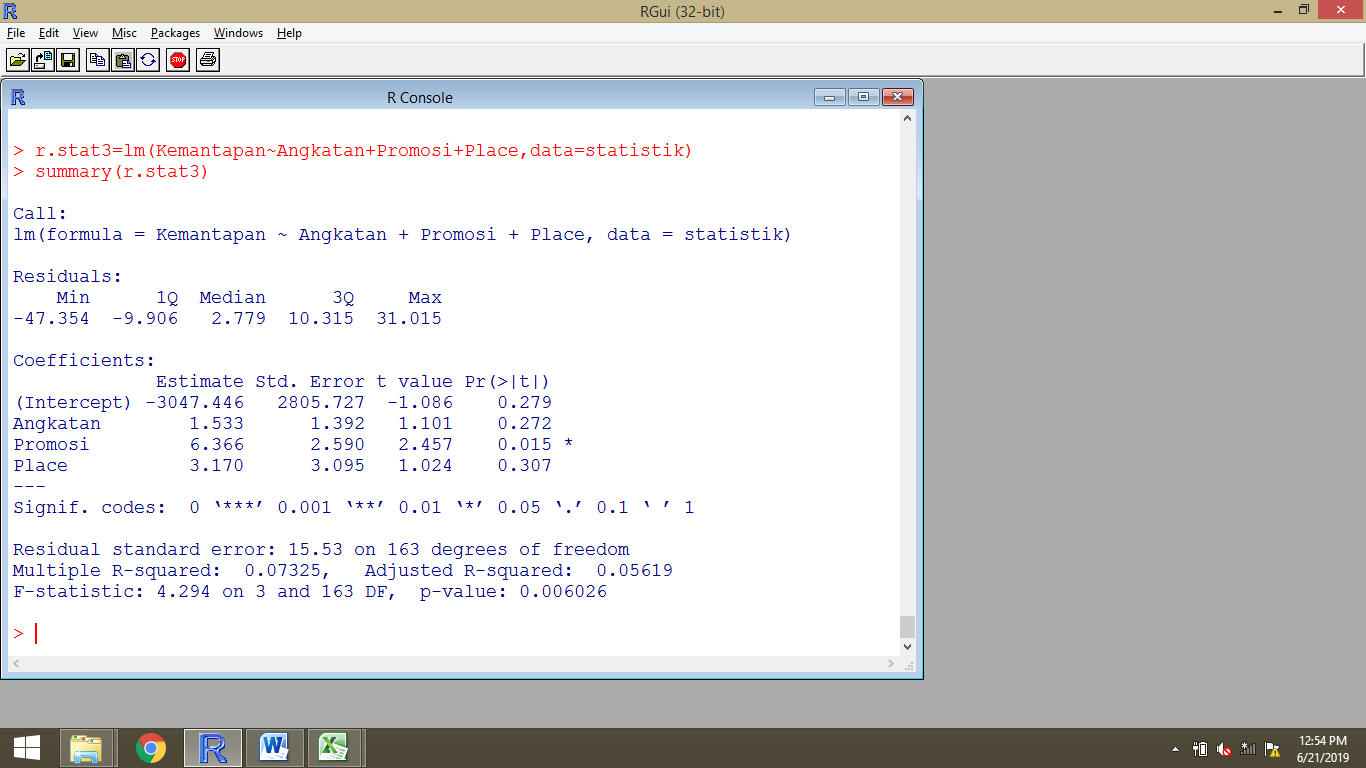 RGui (32-bit)
File Edit View Misc Packages Windows Help
STOP
R Console
> r.stat3=lm(Kemantapan~Angkatan+Promosi+Place,data=statistik)
> summary(r.stat3)
Call:
lm(formula = Kemantapan ~ Angkatan + Promosi + Place, data = statistik)
Residuals:
    Min      1Q  Median      3Q     Max
-47.354  -9.906   2.779  10.315  31.015
Coefficients:
             Estimate Std. Error t value Pr(>|t|)
(Intercept) -3047.446   2805.727  -1.086    0.279
Angkatan        1.533      1.392   1.101    0.272
Promosi         6.366      2.590   2.457    0.015 *
Place           3.170      3.095   1.024    0.307
---
Signif. codes:  0 ‘***’ 0.001 ‘**’ 0.01 ‘*’ 0.05 ‘.’ 0.1 ‘ ’ 1
Residual standard error: 15.53 on 163 degrees of freedom
Multiple R-squared:  0.07325,   Adjusted R-squared:  0.05619
F-statistic: 4.294 on 3 and 163 DF,  p-value: 0.006026
>
12:54 PM
6/21/2019